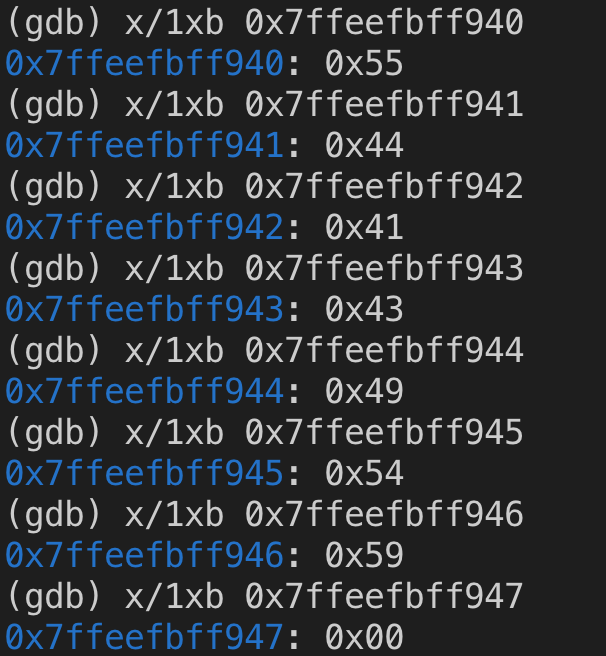 (gdb) x/1xb 0x7ffeefbff940
0x7ffeefbff940: 0x55
(gdb) x/1xb 0x7ffeefbff941
0x7ffeefbff941: 0x44
(gdb) x/1xb 0x7ffeefbff942
0x7ffeefbff942: 0x41
(gdb) x/1xb 0x7ffeefbff943
0x7ffeefbff943: 0x43
(gdb) x/1xb 0x7ffeefbff944
0x7ffeefbff944: 0x49
(gdb) x/1xb 0x7ffeefbff945
0x7ffeefbff945: 0x54
(gdb) x/1xb 0x7ffeefbff946
0x7ffeefbff946: 0x59
(gdb) x/1xb 0x7ffeefbff947
0x7ffeefbff947: 0x00